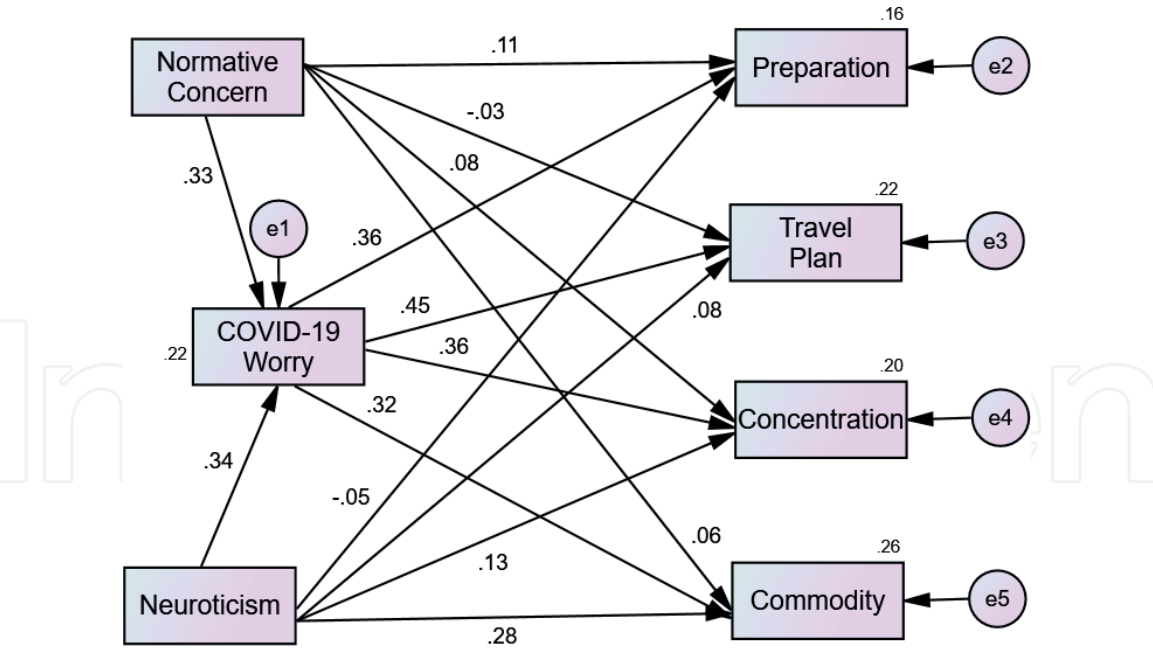 .16
Normative
Concern
.11
Preparation
e2
-.03
.08
.33
.22
e1
Travel
Plan
e3
.36
.45
.08
COVID-19
Worry
.22
.36
.20
.32
Concentration
e4
.34
-.05
.06
.26
.13
Neuroticism
Commodity
e5
.28